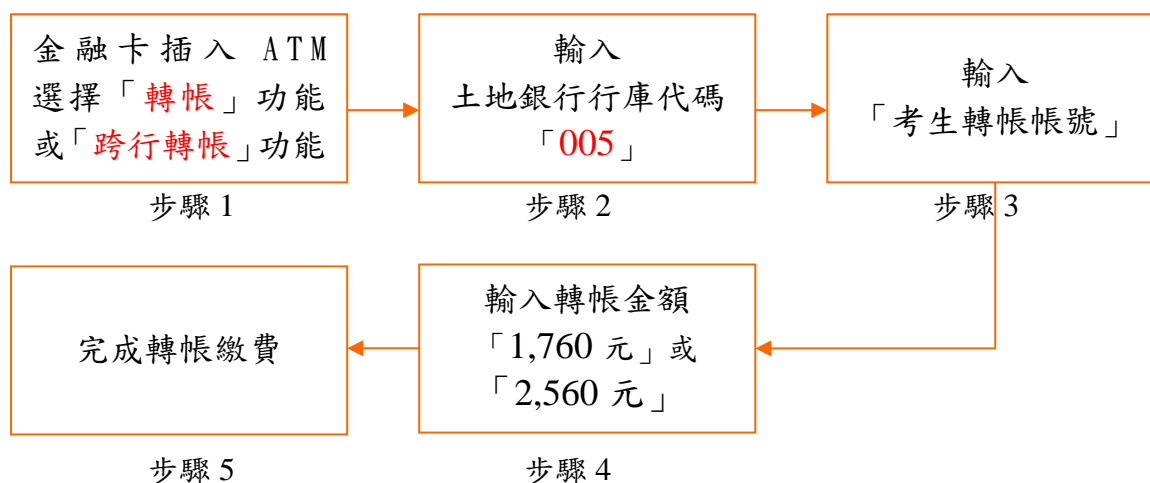 金融卡插入 ATM
選擇「轉帳」功能
或「跨行轉帳」功能
步驟 1
輸入
土地銀行行庫代碼
「005」
步驟 2
輸入
「考生轉帳帳號」
步驟 3
輸入轉帳金額
「1,760 元」或
「2,560 元」
步驟 4
完成轉帳繳費
步驟 5